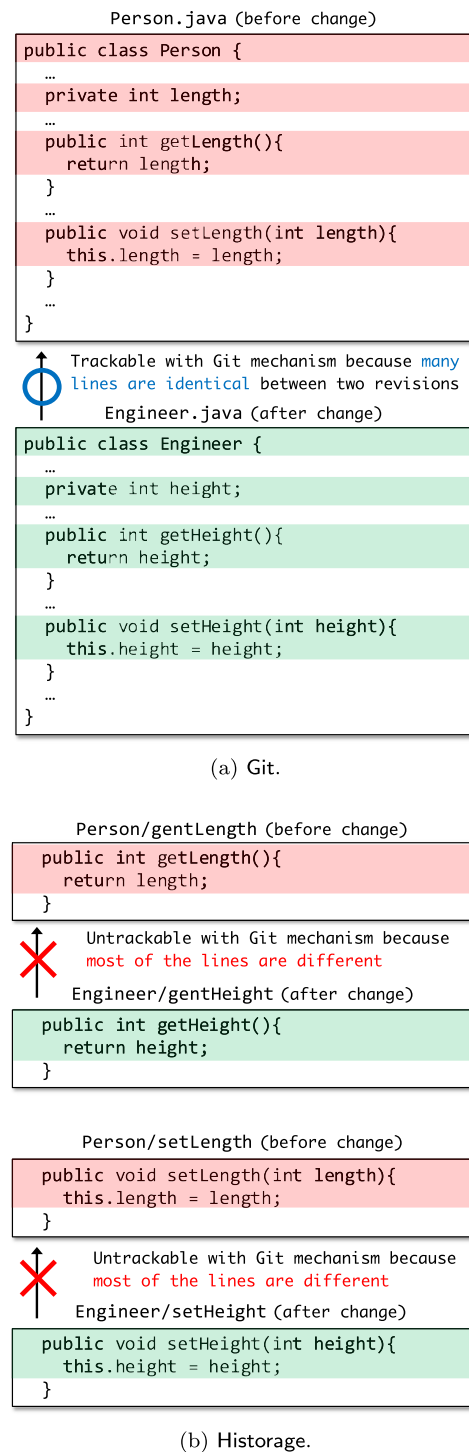 Person.java (before change)
public class Person {
…
private int length;
…
public int getLength(){
return length;
}
…
public void setLength(int length){
this.length = length;
}
…
}
Trackable with Git mechanism because many
lines are identical between two revisions
Engineer.java (after change)
public class Engineer {
…
private int height;
…
public int getHeight(){
return height;
}
…
public void setHeight(int height){
this.height = height;
}
…
}
(a) Git.
Person/gentLength (before change)
public int getLength(){
return length;
}
Untrackable with Git mechanism because
most of the lines are different
Engineer/gentHeight (after change)
public int getHeight(){
return height;
}
Person/setLength (before change)
public void setLength(int length){
this.length = length;
}
Untrackable with Git mechanism because
most of the lines are different
Engineer/setHeight (after change)
public void setHeight(int height){
this.height = height;
}
(b) Historage.